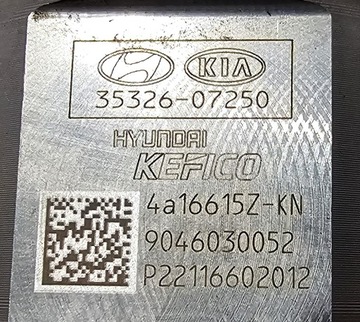 KIA
35326-07250
HYUNDAI
KEFICO
4a16615Z-KN
9046030052
P22116602012